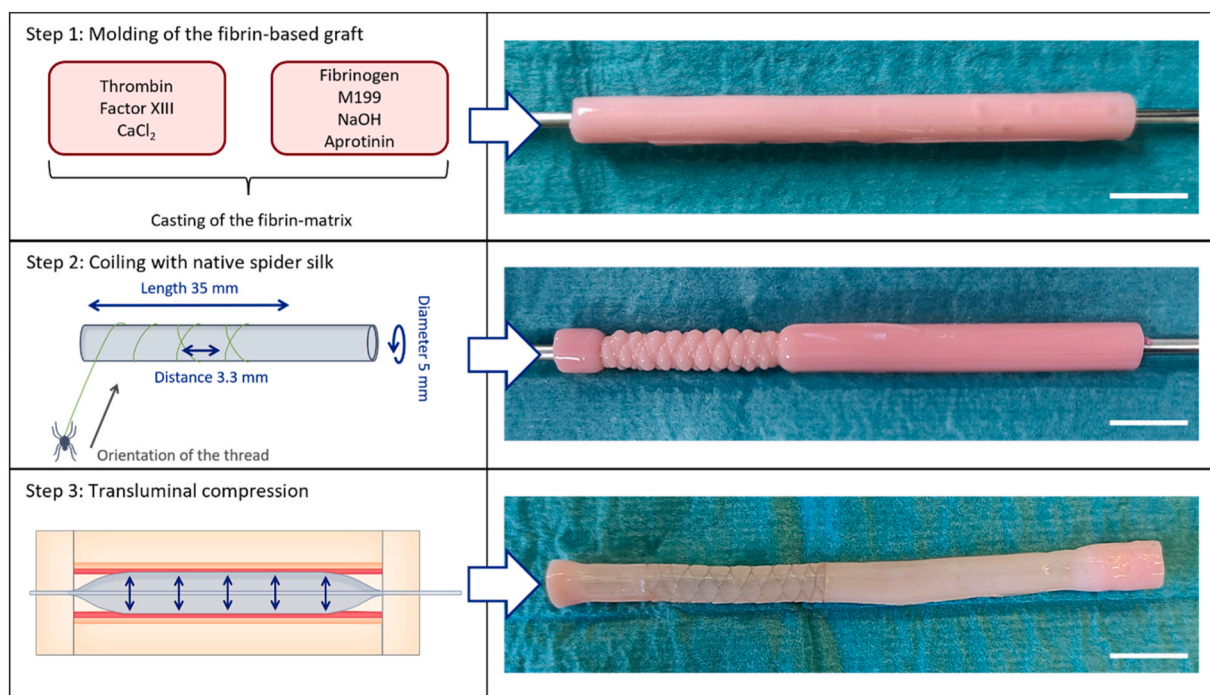 Step 1: Molding of the fibrin-based graft
Thrombin
Factor XIII
CaCl₂
Fibrinogen
M199
NaOH
Aprotinin
Casting of the fibrin-matrix
Step 2: Coiling with native spider silk
Length 35 mm
Diameter 5 mm
Distance 3.3 mm
Orientation of the thread
Step 3: Transluminal compression